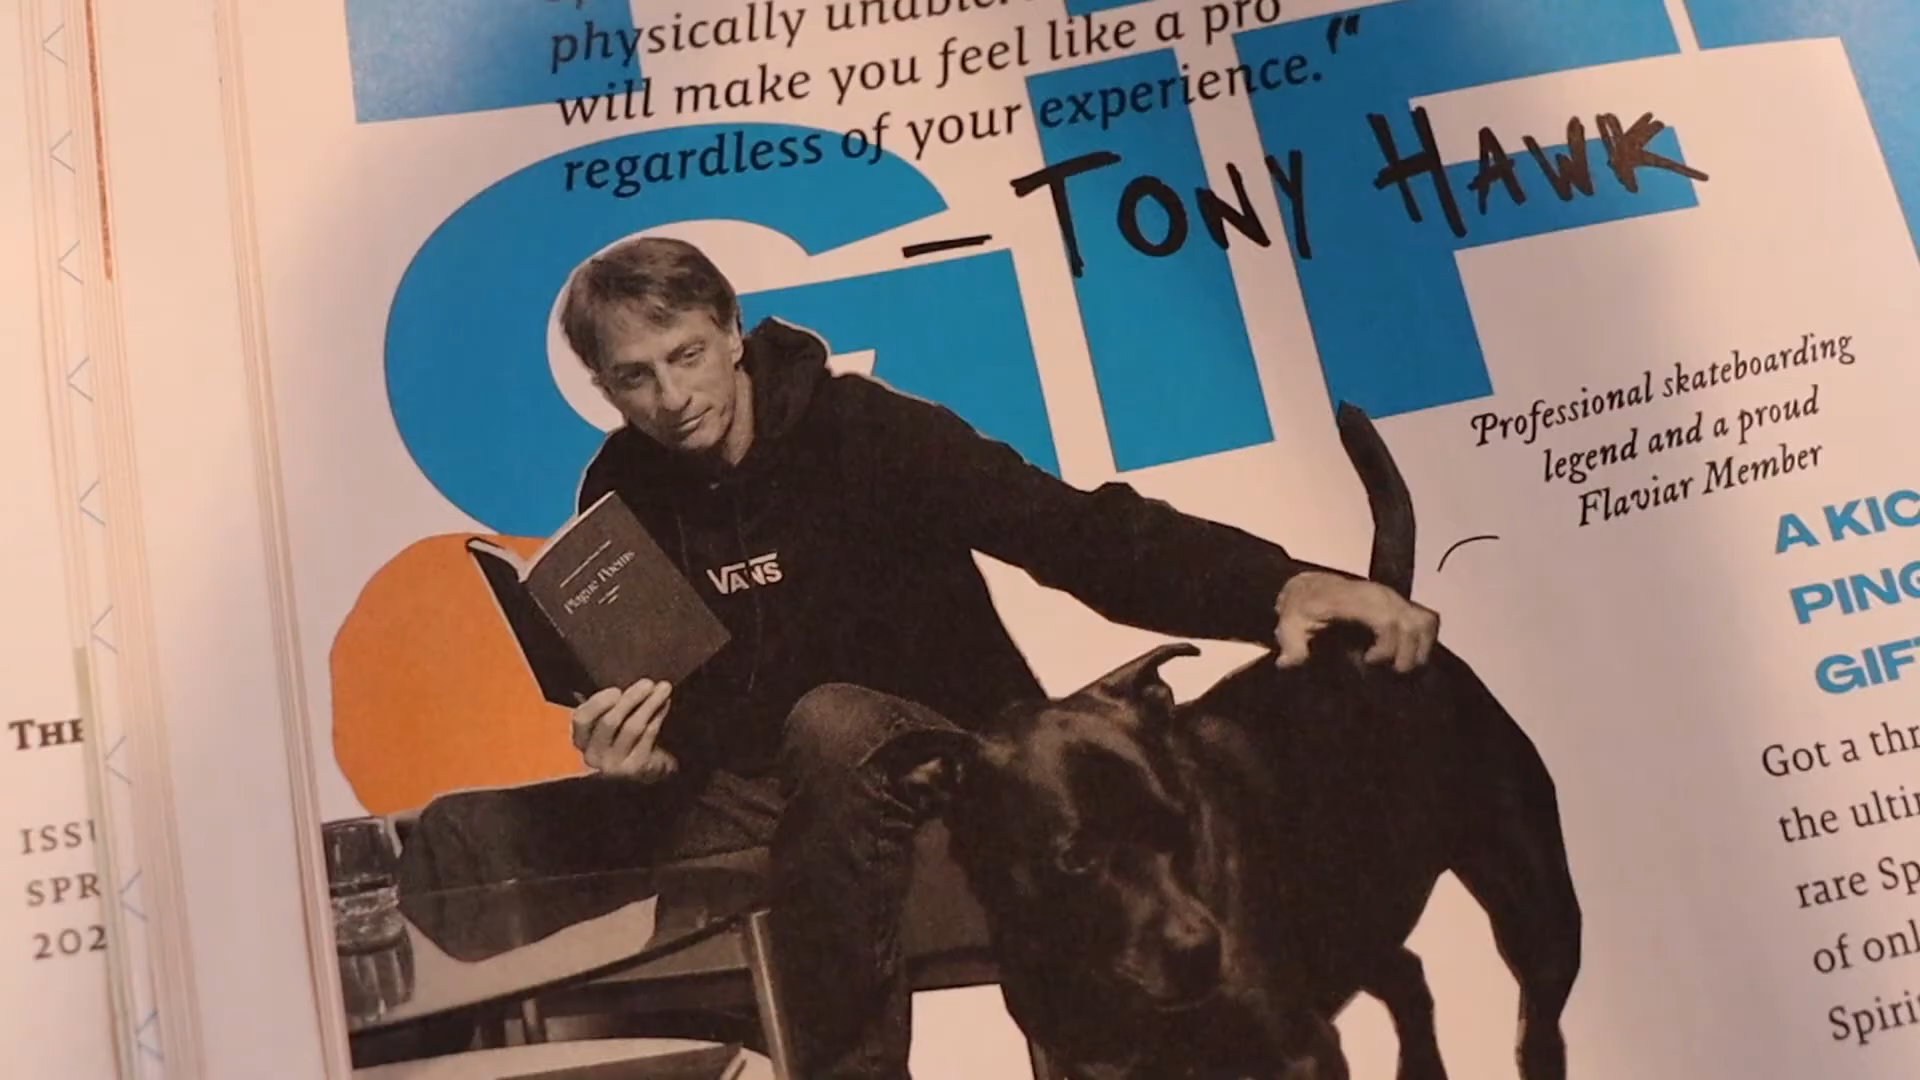 physically
will make you feel like a pro
regardless of your experience.”
– TONY HAWK
GIF
Professional skateboarding
legend and a proud
Flaviar Member
VANS
Plague Poems
A KIC
PING
GIF
Got a thr
the ulti
rare Sp
of onl
Spiri
THE
ISSU
SPR
202